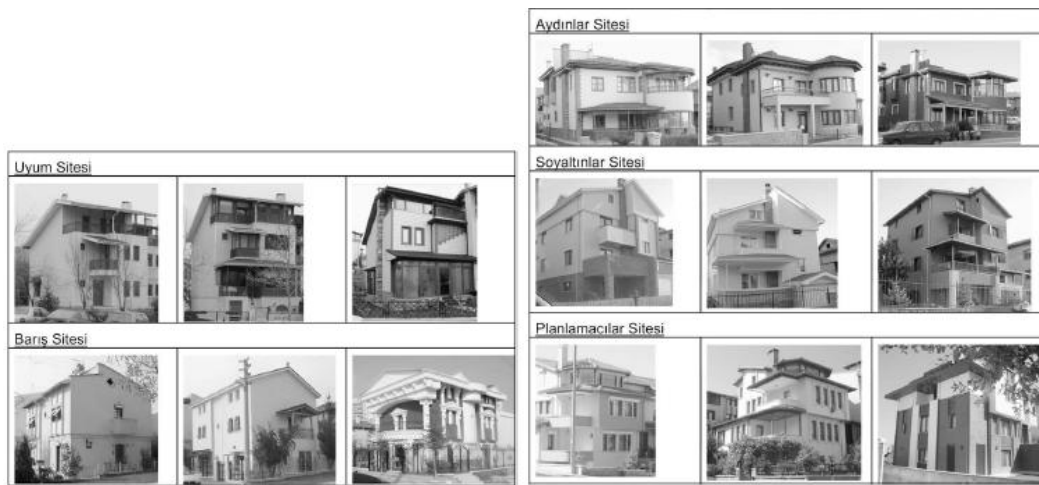 Uyum Sitesi
Barış Sitesi
Aydınlar Sitesi
Soyaltınlar Sitesi
Planlamacılar Sitesi